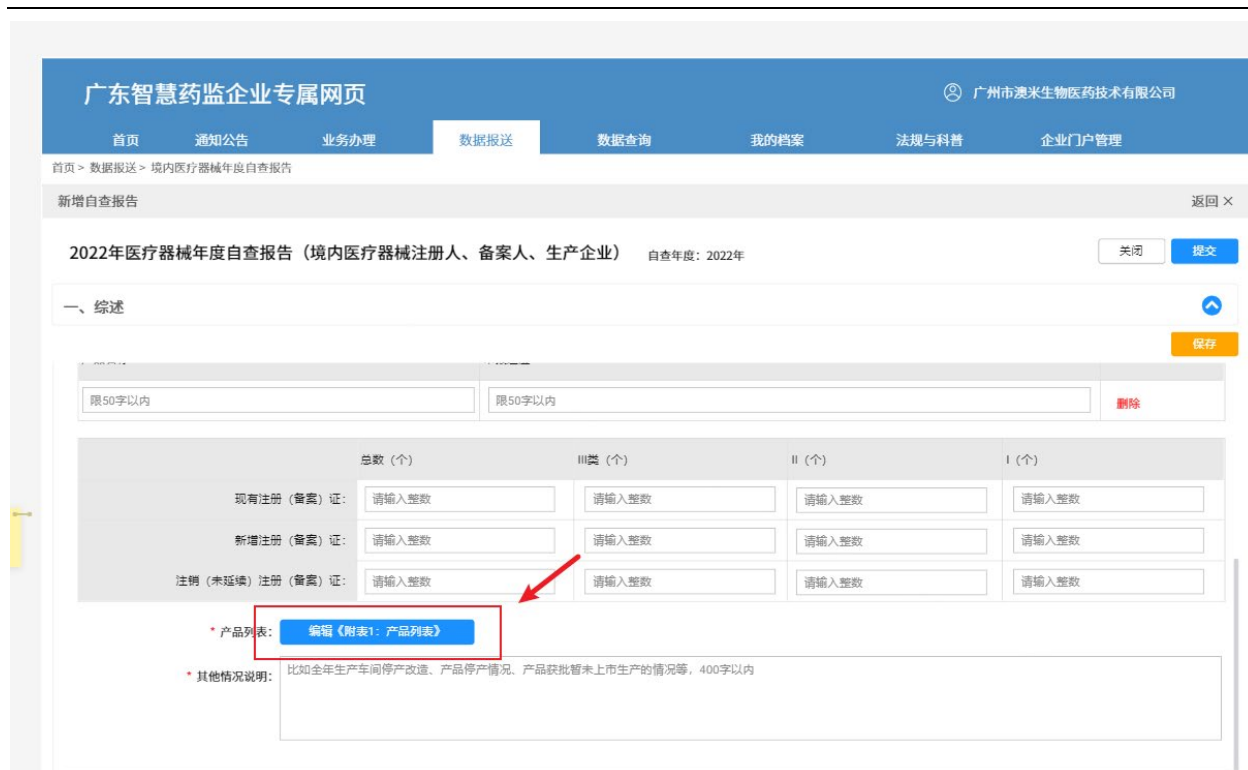 广东智慧药监企业专属网页
广州市澳米生物医药技术有限公司
首页 通知公告 业务办理 数据报送 数据查询 我的档案 法规与科普 企业门户管理
首页 > 数据报送 > 境内医疗器械年度自查报告
新增自查报告 返回 ×
2022年医疗器械年度自查报告（境内医疗器械注册人、备案人、生产企业） 自查年度：2022年 关闭 提交
一、综述
保存
限50字以内 限50字以内 删除
总数（个） III类（个） II（个） I（个）
现有注册（备案）证： 请输入整数 请输入整数 请输入整数 请输入整数
新增注册（备案）证： 请输入整数 请输入整数 请输入整数 请输入整数
注销（未延续）注册（备案）证： 请输入整数 请输入整数 请输入整数 请输入整数
* 产品列表： 编辑《附表1：产品列表》
* 其他情况说明： 比如全年生产车间停产改造、产品停产情况、产品获批暂未上市生产的情况等，400字以内